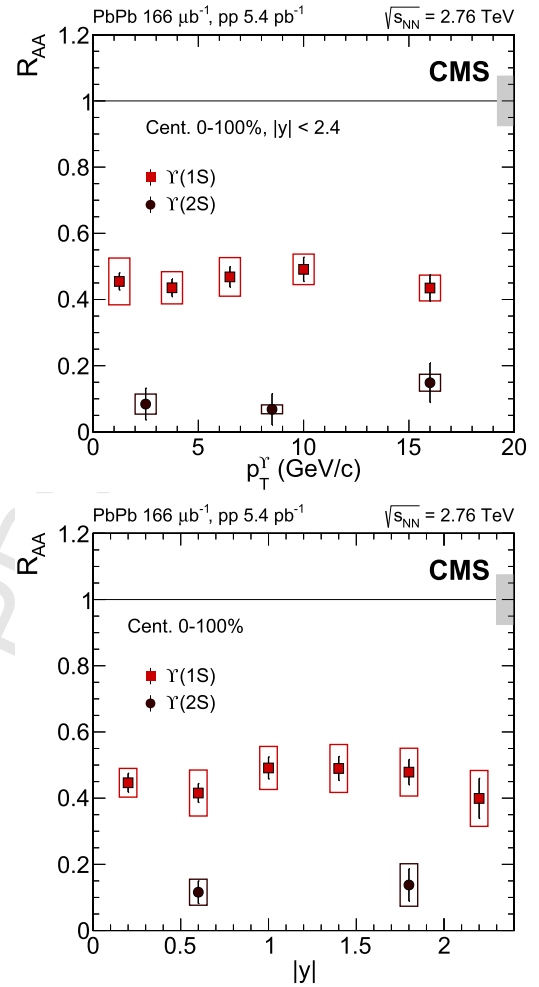 PbPb 166 μb⁻¹, pp 5.4 pb⁻¹ √s_NN = 2.76 TeV
R_AA
CMS
Cent. 0-100%, |y| < 2.4
ϒ(1S)
ϒ(2S)
1.2
1
0.8
0.6
0.4
0.2
0
0 5 10 15 20
p_T^ϒ (GeV/c)
PbPb 166 μb⁻¹, pp 5.4 pb⁻¹ √s_NN = 2.76 TeV
R_AA
CMS
Cent. 0-100%
ϒ(1S)
ϒ(2S)
1.2
1
0.8
0.6
0.4
0.2
0
0 0.5 1 1.5 2
|y|